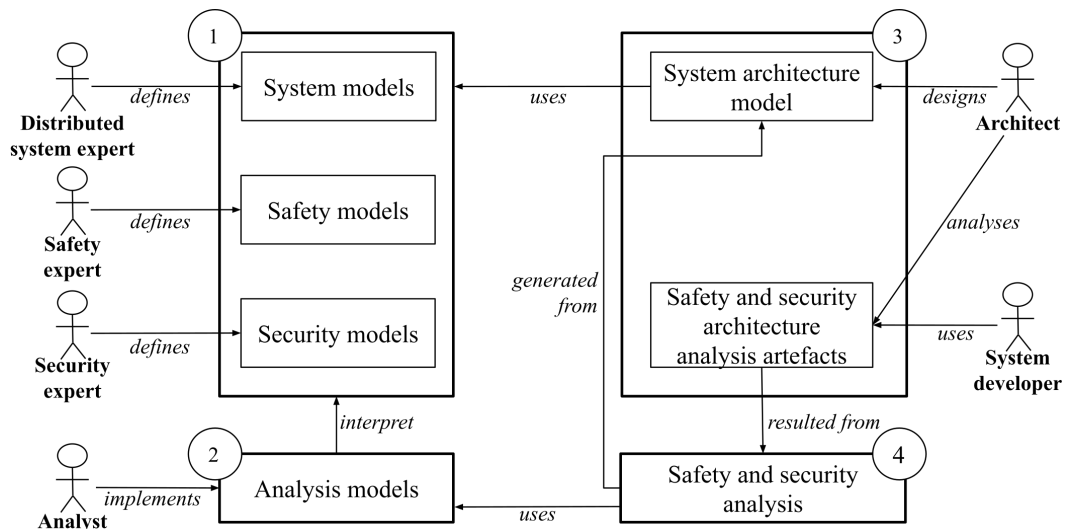 1
3
System models
System architecture
model
defines
uses
designs
Distributed
system expert
Architect
Safety models
defines
Safety
expert
analyses
generated
from
Safety and security
architecture
analysis artefacts
Security models
defines
uses
Security
expert
System
developer
interpret
resulted from
2
4
Analysis models
Safety and security
analysis
implements
uses
Analyst